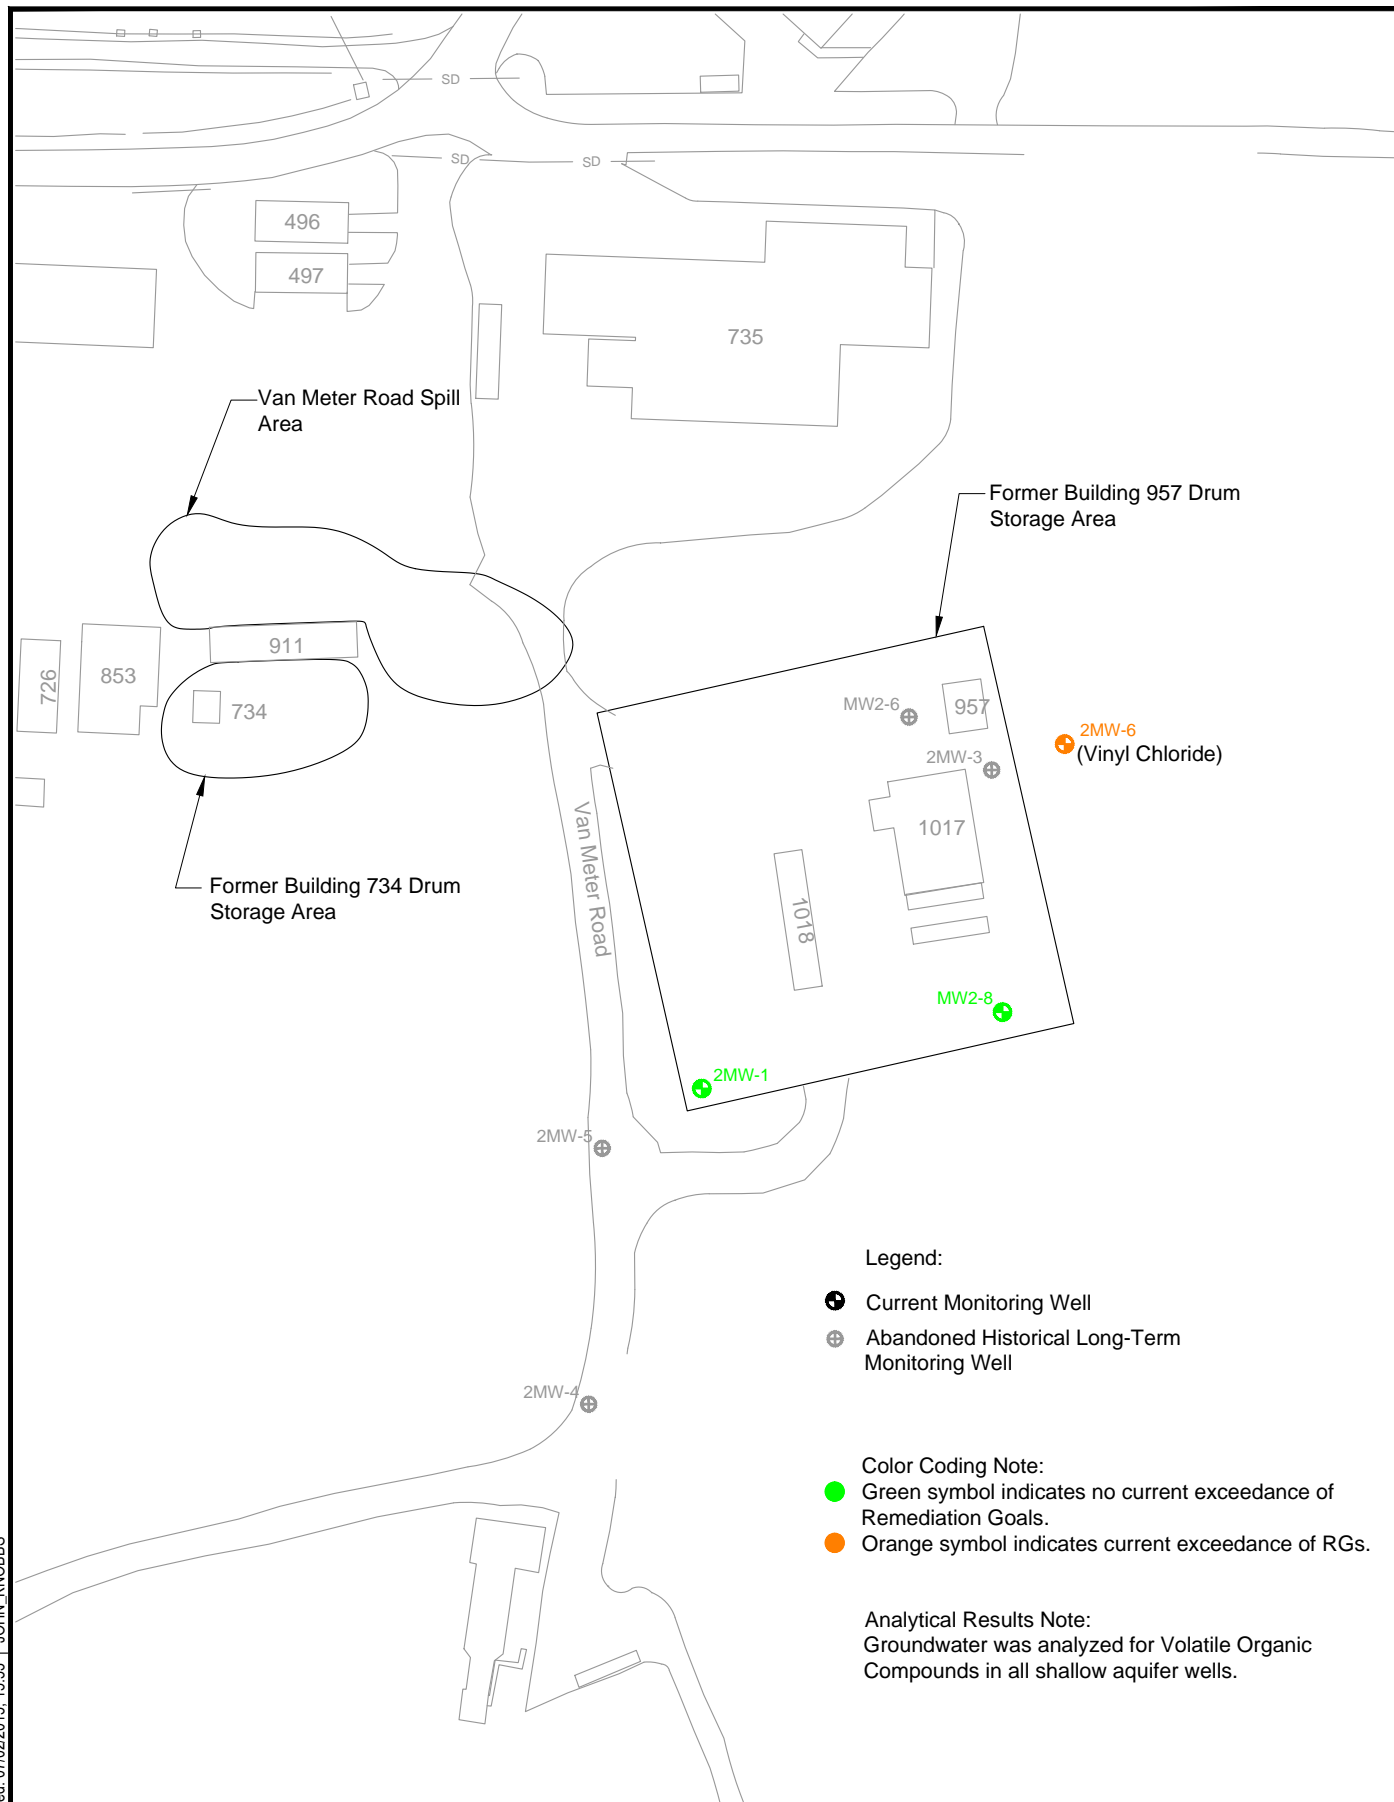 SD
SD
SD
496
497
735
Van Meter Road Spill
Area
Former Building 957 Drum
Storage Area
911
853
726
734
MW2-6
957
2MW-6
(Vinyl Chloride)
2MW-3
1017
Van Meter Road
1018
Former Building 734 Drum
Storage Area
MW2-8
2MW-1
2MW-5
2MW-4
Legend:
Current Monitoring Well
Abandoned Historical Long-Term
Monitoring Well
Color Coding Note:
Green symbol indicates no current exceedance of
Remediation Goals.
Orange symbol indicates current exceedance of RGs.
Analytical Results Note:
Groundwater was analyzed for Volatile Organic
Compounds in all shallow aquifer wells.